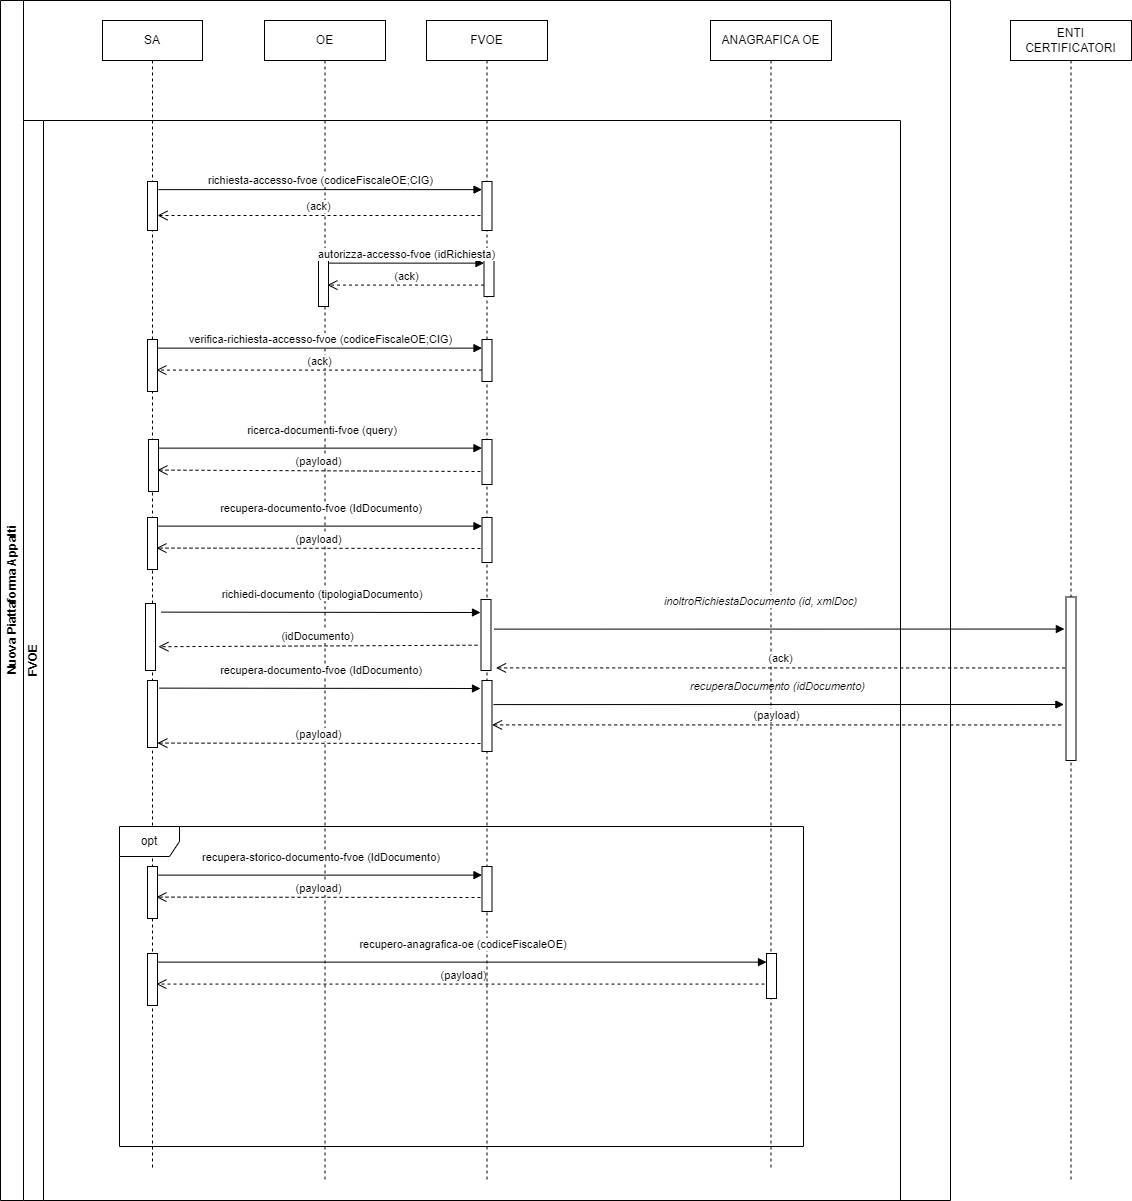 SA
OE
FVOE
ANAGRAFICA OE
ENTI
CERTIFICATORI
Nuova Piattaforma Appalti
FVOE
richiesta-accesso-fvoe (codiceFiscaleOE;CIG)
(ack)
autorizza-accesso-fvoe (idRichiesta)
(ack)
verifica-richiesta-accesso-fvoe (codiceFiscaleOE;CIG)
(ack)
ricerca-documenti-fvoe (query)
(payload)
recupera-documento-fvoe (IdDocumento)
(payload)
richiedi-documento (tipologiaDocumento)
inoltroRichiestaDocumento (id, xmlDoc)
(idDocumento)
(ack)
recupera-documento-fvoe (IdDocumento)
recuperaDocumento (idDocumento)
(payload)
(payload)
opt
recupera-storico-documento-fvoe (IdDocumento)
(payload)
recupero-anagrafica-oe (codiceFiscaleOE)
(payload)